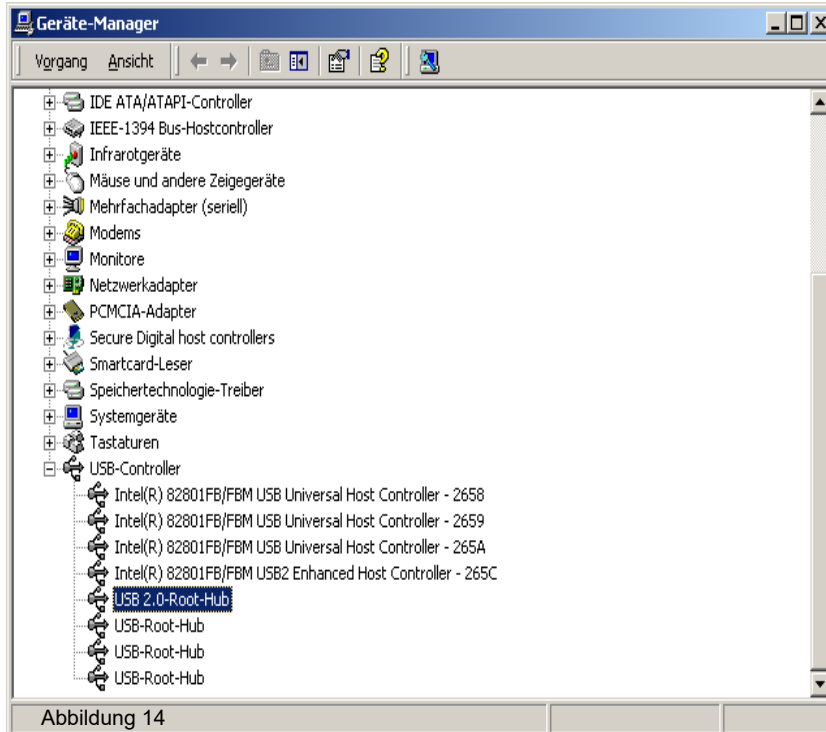 Geräte-Manager
Vorgang Ansicht
IDE ATA/ATAPI-Controller
IEEE-1394 Bus-Hostcontroller
Infrarotgeräte
Mäuse und andere Zeigegeräte
Mehrfachadapter (seriell)
Modems
Monitore
Netzwerkadapter
PCMCIA-Adapter
Secure Digital host controllers
Smartcard-Leser
Speichertechnologie-Treiber
Systemgeräte
Tastaturen
USB-Controller
Intel(R) 82801FB/FBM USB Universal Host Controller - 2658
Intel(R) 82801FB/FBM USB Universal Host Controller - 2659
Intel(R) 82801FB/FBM USB Universal Host Controller - 265A
Intel(R) 82801FB/FBM USB2 Enhanced Host Controller - 265C
USB 2.0-Root-Hub
USB-Root-Hub
USB-Root-Hub
USB-Root-Hub
Abbildung 14